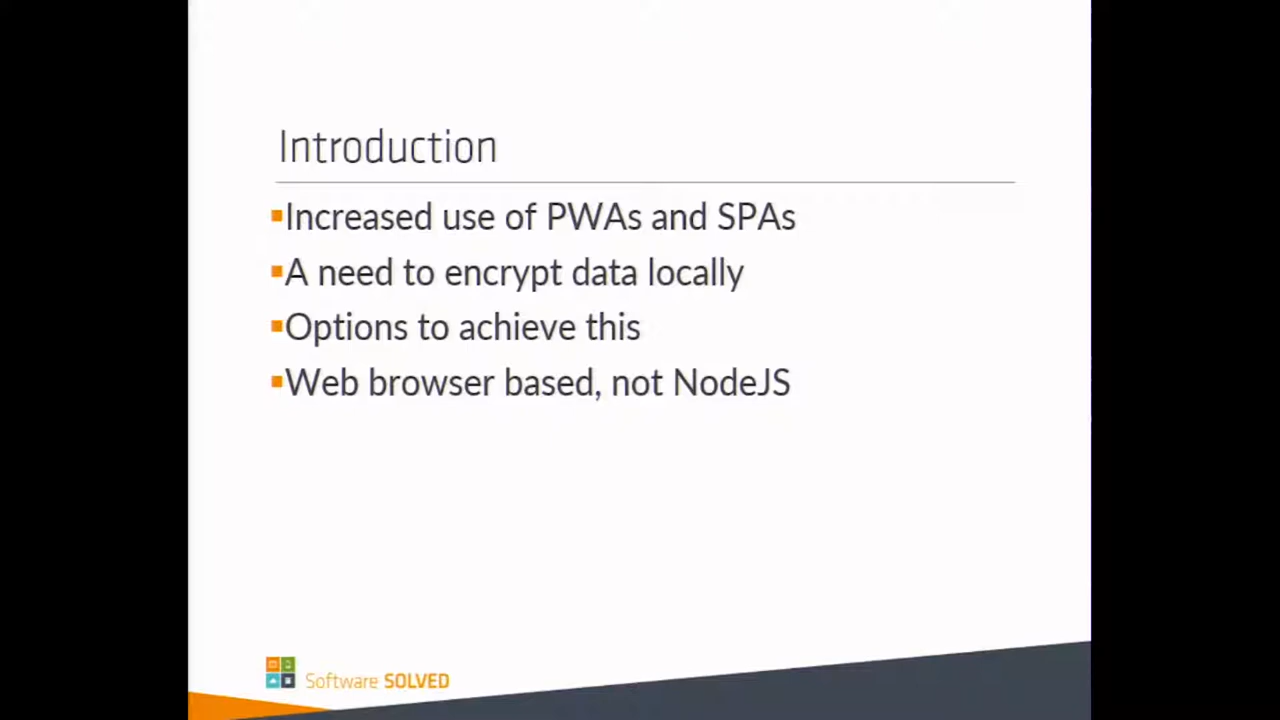 Introduction
Increased use of PWAs and SPAs
A need to encrypt data locally
Options to achieve this
Web browser based, not NodeJS
Software SOLVED